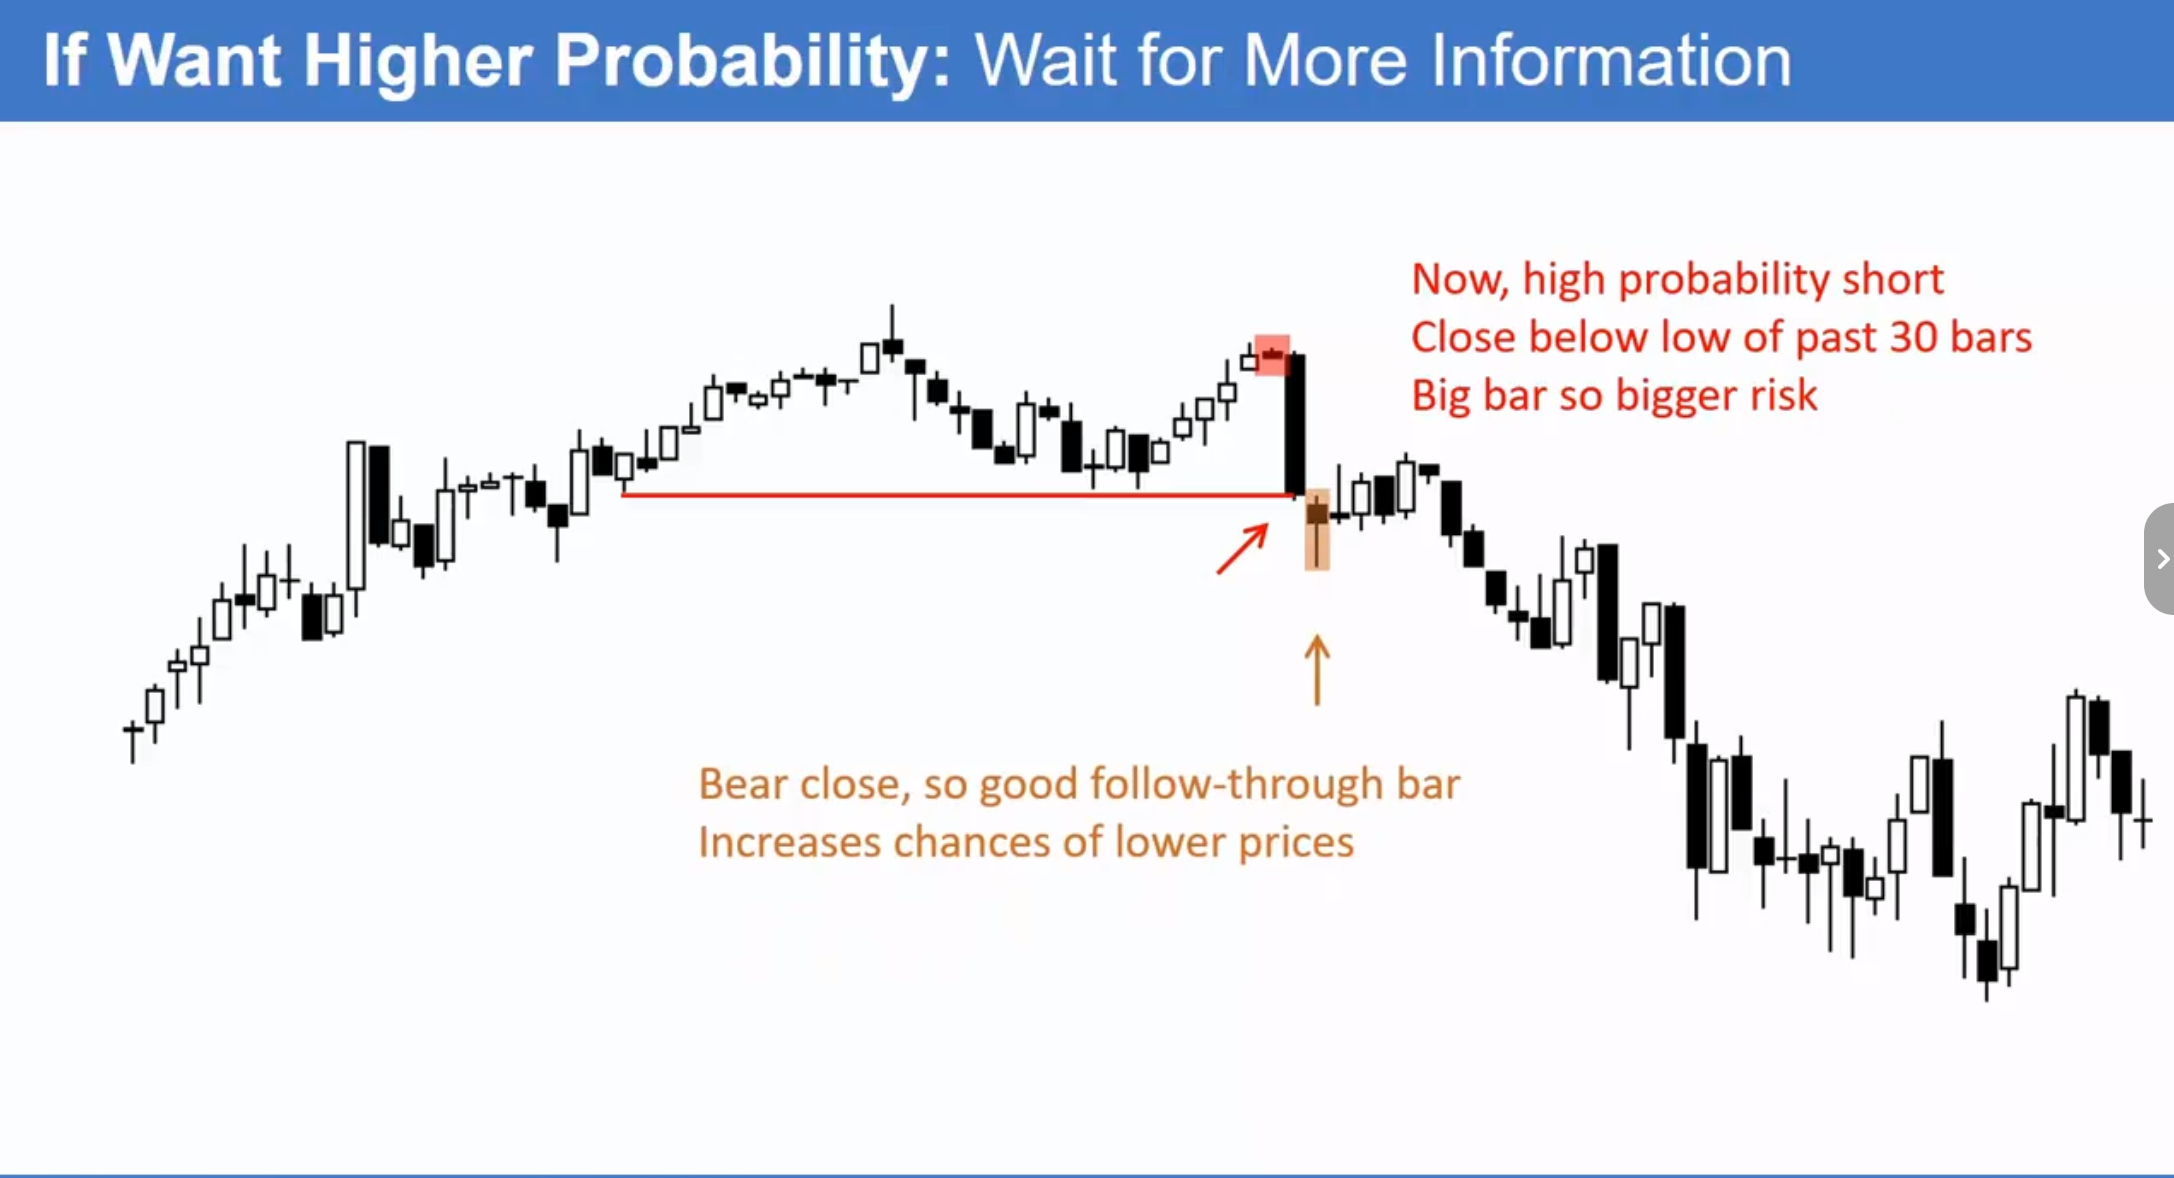 If Want Higher Probability: Wait for More Information
Now, high probability short
Close below low of past 30 bars
Big bar so bigger risk
Bear close, so good follow-through bar
Increases chances of lower prices